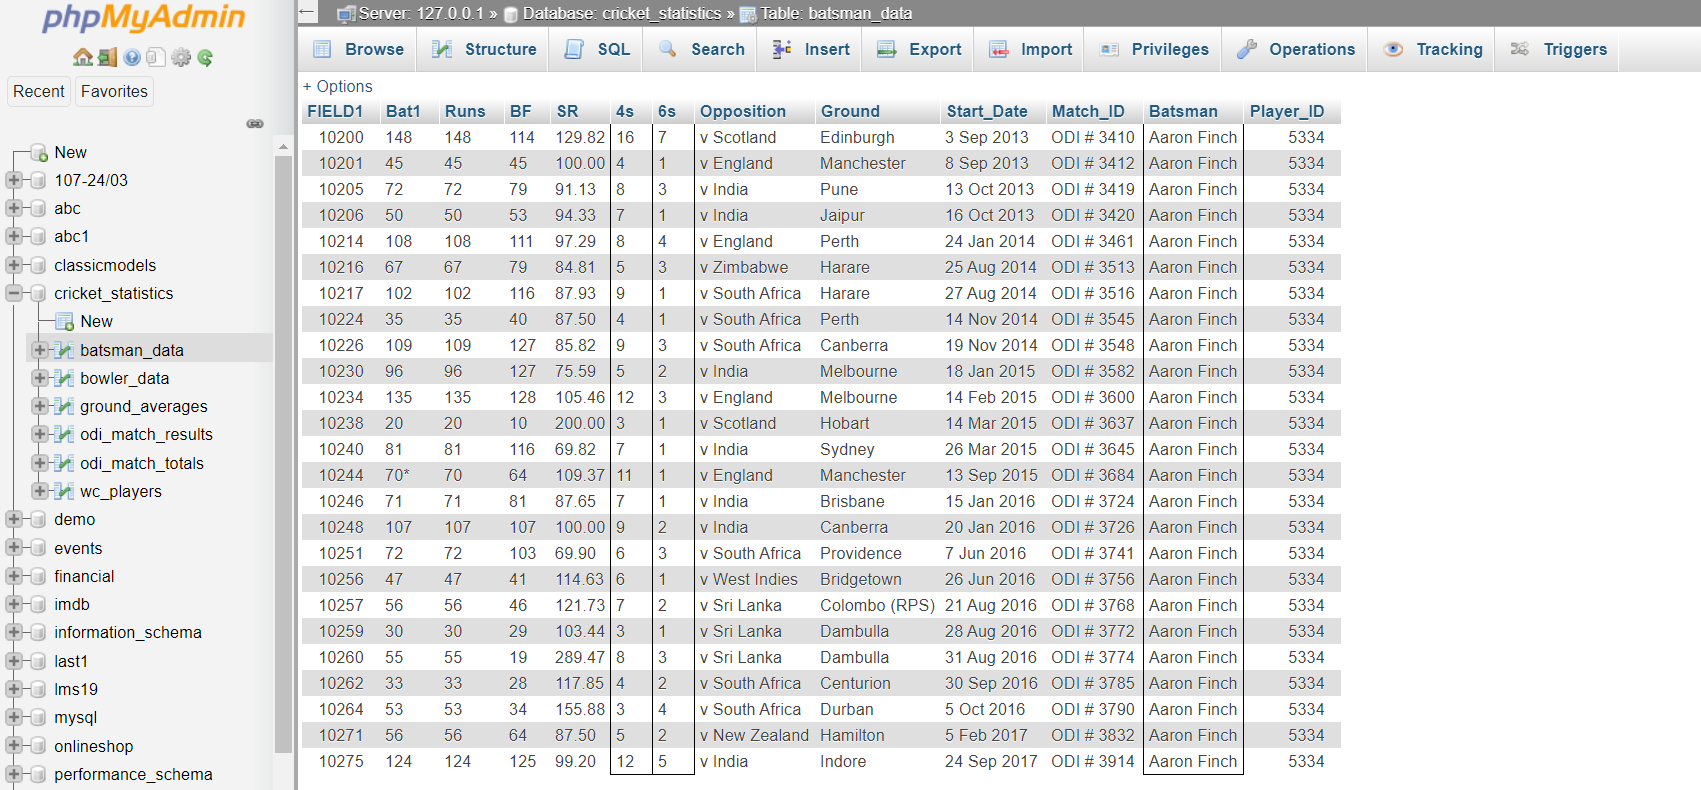 phpMyAdmin
Recent Favorites
New
107-24/03
abc
abc1
classicmodels
cricket_statistics
New
batsman_data
bowler_data
ground_averages
odi_match_results
odi_match_totals
wc_players
demo
events
financial
imdb
information_schema
last1
lms19
mysql
onlineshop
performance_schema
← Server: 127.0.0.1 » Database: cricket_statistics » Table: batsman_data
Browse Structure SQL Search Insert Export Import Privileges Operations Tracking Triggers
+ Options
FIELD1 Bat1 Runs BF SR 4s 6s Opposition Ground Start_Date Match_ID Batsman Player_ID
10200 148 148 114 129.82 16 7 v Scotland Edinburgh 3 Sep 2013 ODI # 3410 Aaron Finch 5334
10201 45 45 45 100.00 4 1 v England Manchester 8 Sep 2013 ODI # 3412 Aaron Finch 5334
10205 72 72 79 91.13 8 3 v India Pune 13 Oct 2013 ODI # 3419 Aaron Finch 5334
10206 50 50 53 94.33 7 1 v India Jaipur 16 Oct 2013 ODI # 3420 Aaron Finch 5334
10214 108 108 111 97.29 8 4 v England Perth 24 Jan 2014 ODI # 3461 Aaron Finch 5334
10216 67 67 79 84.81 5 3 v Zimbabwe Harare 25 Aug 2014 ODI # 3513 Aaron Finch 5334
10217 102 102 116 87.93 9 1 v South Africa Harare 27 Aug 2014 ODI # 3516 Aaron Finch 5334
10224 35 35 40 87.50 4 1 v South Africa Perth 14 Nov 2014 ODI # 3545 Aaron Finch 5334
10226 109 109 127 85.82 9 3 v South Africa Canberra 19 Nov 2014 ODI # 3548 Aaron Finch 5334
10230 96 96 127 75.59 5 2 v India Melbourne 18 Jan 2015 ODI # 3582 Aaron Finch 5334
10234 135 135 128 105.46 12 3 v England Melbourne 14 Feb 2015 ODI # 3600 Aaron Finch 5334
10238 20 20 10 200.00 3 1 v Scotland Hobart 14 Mar 2015 ODI # 3637 Aaron Finch 5334
10240 81 81 116 69.82 7 1 v India Sydney 26 Mar 2015 ODI # 3645 Aaron Finch 5334
10244 70* 70 64 109.37 11 1 v England Manchester 13 Sep 2015 ODI # 3684 Aaron Finch 5334
10246 71 71 81 87.65 7 1 v India Brisbane 15 Jan 2016 ODI # 3724 Aaron Finch 5334
10248 107 107 107 100.00 9 2 v India Canberra 20 Jan 2016 ODI # 3726 Aaron Finch 5334
10251 72 72 103 69.90 6 3 v South Africa Providence 7 Jun 2016 ODI # 3741 Aaron Finch 5334
10256 47 47 41 114.63 6 1 v West Indies Bridgetown 26 Jun 2016 ODI # 3756 Aaron Finch 5334
10257 56 56 46 121.73 7 2 v Sri Lanka Colombo (RPS) 21 Aug 2016 ODI # 3768 Aaron Finch 5334
10259 30 30 29 103.44 3 1 v Sri Lanka Dambulla 28 Aug 2016 ODI # 3772 Aaron Finch 5334
10260 55 55 19 289.47 8 3 v Sri Lanka Dambulla 31 Aug 2016 ODI # 3774 Aaron Finch 5334
10262 33 33 28 117.85 4 2 v South Africa Centurion 30 Sep 2016 ODI # 3785 Aaron Finch 5334
10264 53 53 34 155.88 3 4 v South Africa Durban 5 Oct 2016 ODI # 3790 Aaron Finch 5334
10271 56 56 64 87.50 5 2 v New Zealand Hamilton 5 Feb 2017 ODI # 3832 Aaron Finch 5334
10275 124 124 125 99.20 12 5 v India Indore 24 Sep 2017 ODI # 3914 Aaron Finch 5334